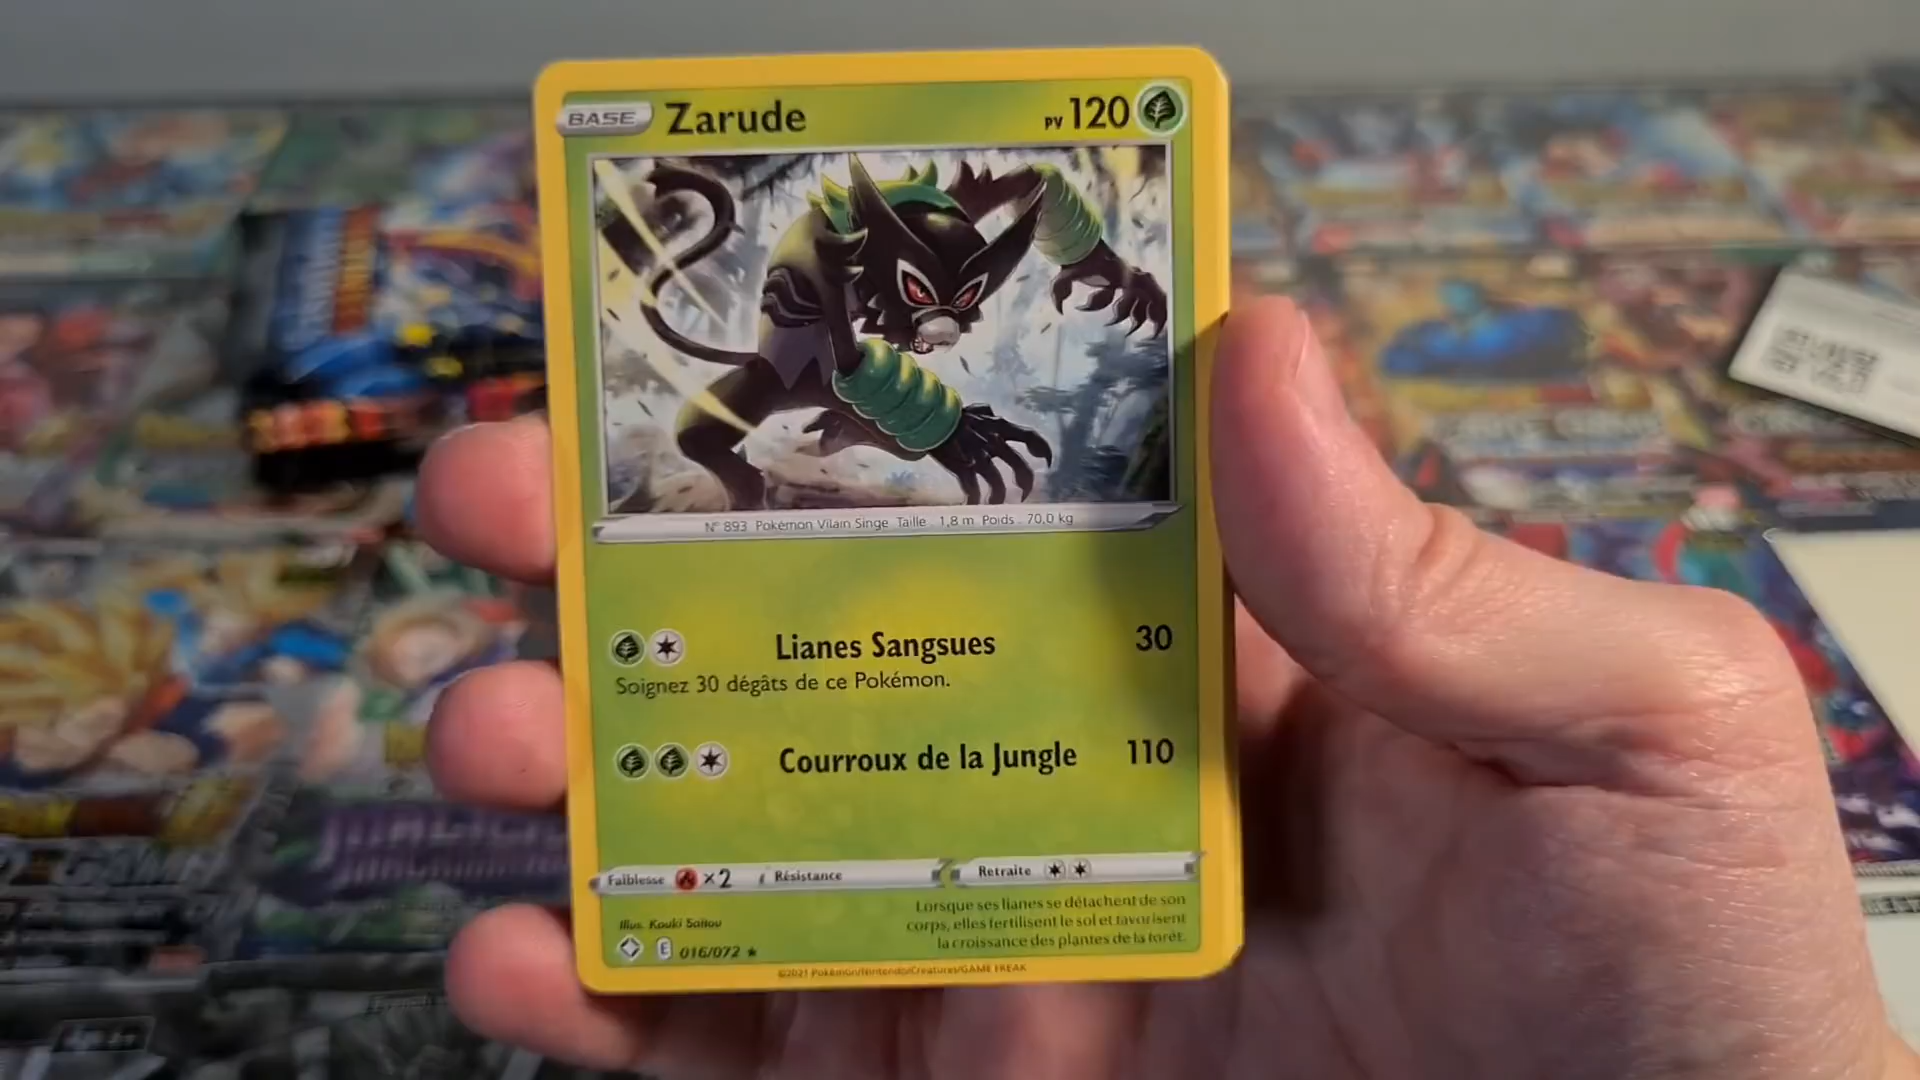 BASE Zarude PV 120
N° 893 Pokémon Vilain Singe Taille : 1,8 m Poids : 70,0 kg
Lianes Sangsues 30
Soignez 30 dégâts de ce Pokémon.
Courroux de la Jungle 110
Faiblesse ×2 Résistance Retraite
Lorsque ses lianes se détachent de son
corps, elles fertilisent le sol et favorisent
la croissance des plantes de la forêt.
Illus. Kouki Saitou
E 016/072 ★
©2021 Pokémon/Nintendo/Creatures/GAME FREAK